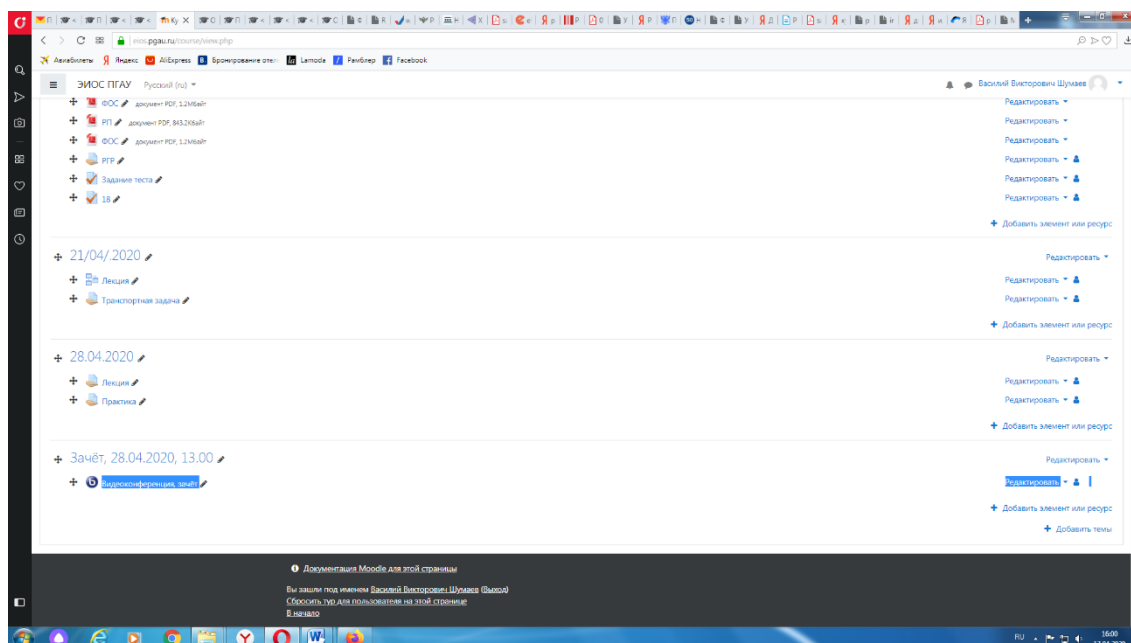 eios.pgau.ru/course/view.php
Авиабилеты Яндекс AliExpress Бронирование отел Lamoda Рамблер Facebook
ЭИОС ПГАУ Русский (ru) Василий Викторович Шумаев
ФОС документ PDF, 1.2Мбайт Редактировать
РП документ PDF, 843.2Кбайт Редактировать
ФОС документ PDF, 1.2Мбайт Редактировать
РГР Редактировать
Задание теста Редактировать
18 Редактировать
Добавить элемент или ресурс
21/04/.2020 Редактировать
Лекция Редактировать
Транспортная задача Редактировать
Добавить элемент или ресурс
28.04.2020 Редактировать
Лекция Редактировать
Практика Редактировать
Добавить элемент или ресурс
Зачёт, 28.04.2020, 13.00 Редактировать
Видеоконференция, зачёт Редактировать
Добавить элемент или ресурс
Добавить темы
Документация Moodle для этой страницы
Вы зашли под именем Василий Викторович Шумаев (Выход)
Сбросить тур для пользователя на этой странице
В начало
RU 16:00